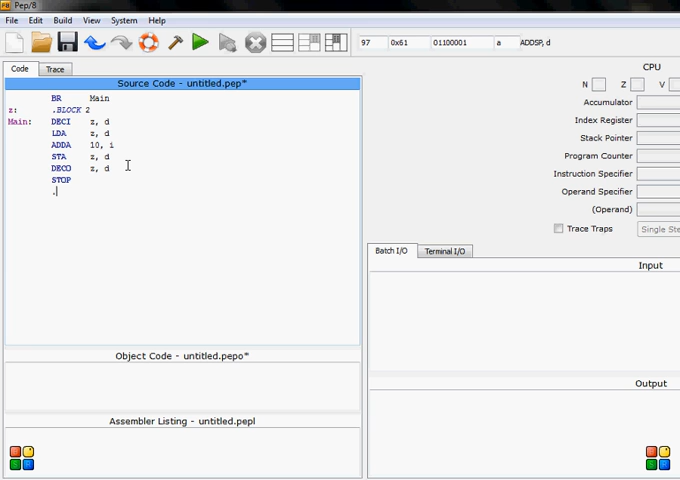 Pep/8
File Edit Build View System Help
97 0x61 01100001 a ADDSP, d
Code Trace
Source Code - untitled.pep*
BR Main
z: .BLOCK 2
Main: DECI z, d
LDA z, d
ADDA 10, i
STA z, d
DECO z, d
STOP
.
Object Code - untitled.pepo*
Assembler Listing - untitled.pepl
CPU
N Z V
Accumulator
Index Register
Stack Pointer
Program Counter
Instruction Specifier
Operand Specifier
(Operand)
Trace Traps Single Ste
Batch I/O Terminal I/O
Input
Output